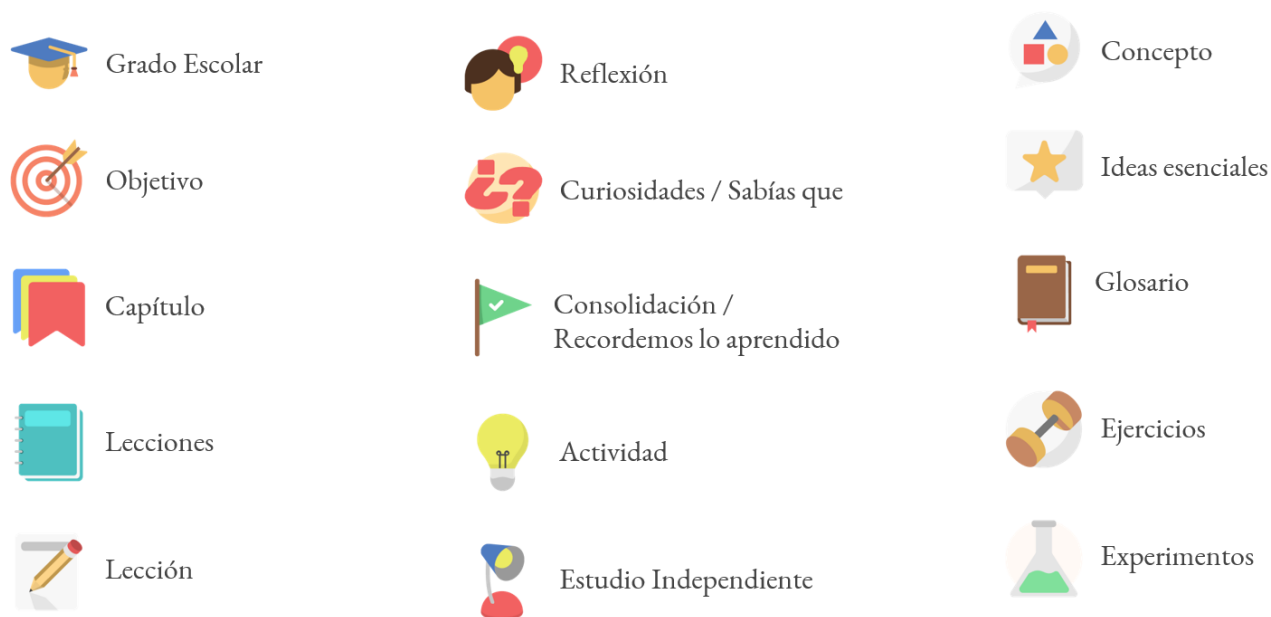 Grado Escolar
Objetivo
Capítulo
Lecciones
Lección
Reflexión
Curiosidades / Sabías que
Consolidación /
Recordemos lo aprendido
Actividad
Estudio Independiente
Concepto
Ideas esenciales
Glosario
Ejercicios
Experimentos